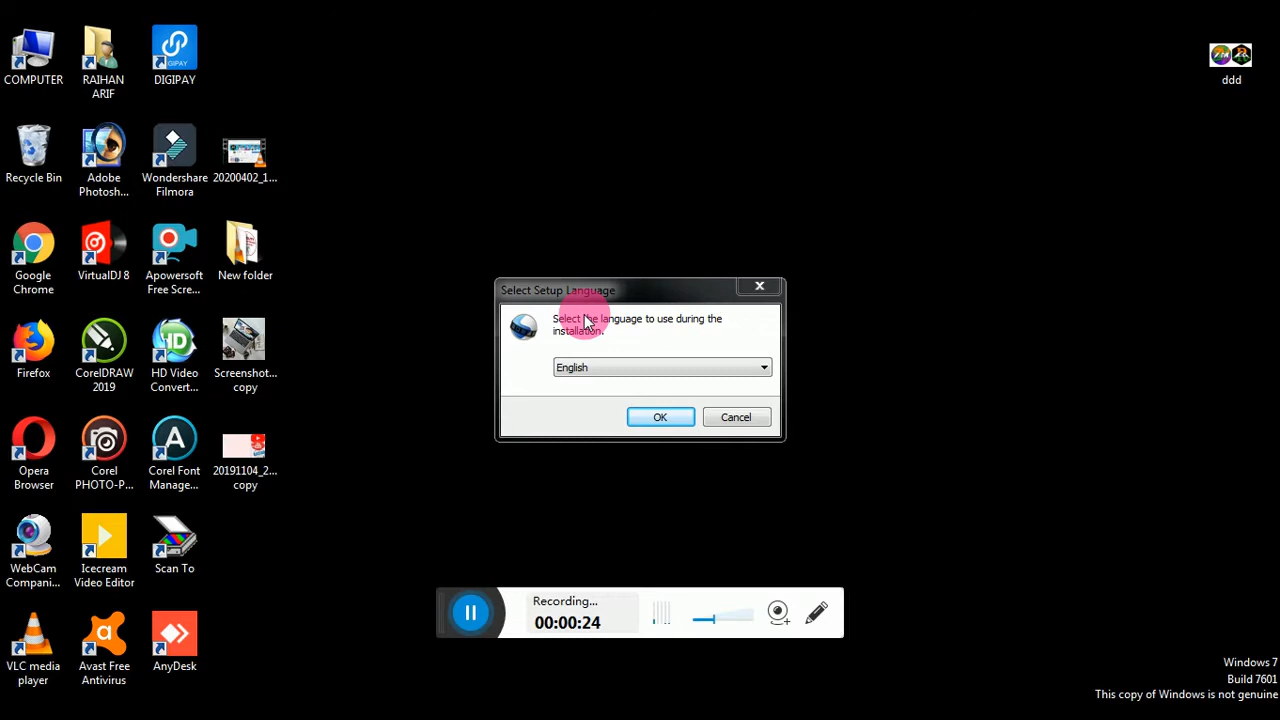 COMPUTER
RAIHAN
ARIF
DIGIPAY
GIPAY
ddd
Recycle Bin
Adobe
Photosh...
Wondershare
Filmora
20200402_1...
Google
Chrome
VirtualDJ 8
Apowersoft
Free Scre...
New folder
Select Setup Language
Select the language to use during the
installation.
English
OK
Cancel
Firefox
CorelDRAW
2019
HD
HD Video
Convert...
Screenshot...
copy
Opera
Browser
Corel
PHOTO-P...
A
Corel Font
Manage...
20191104_2...
copy
WebCam
Compani...
Icecream
Video Editor
Scan To
Recording...
00:00:24
VLC media
player
Avast Free
Antivirus
AnyDesk
Windows 7
Build 7601
This copy of Windows is not genuine